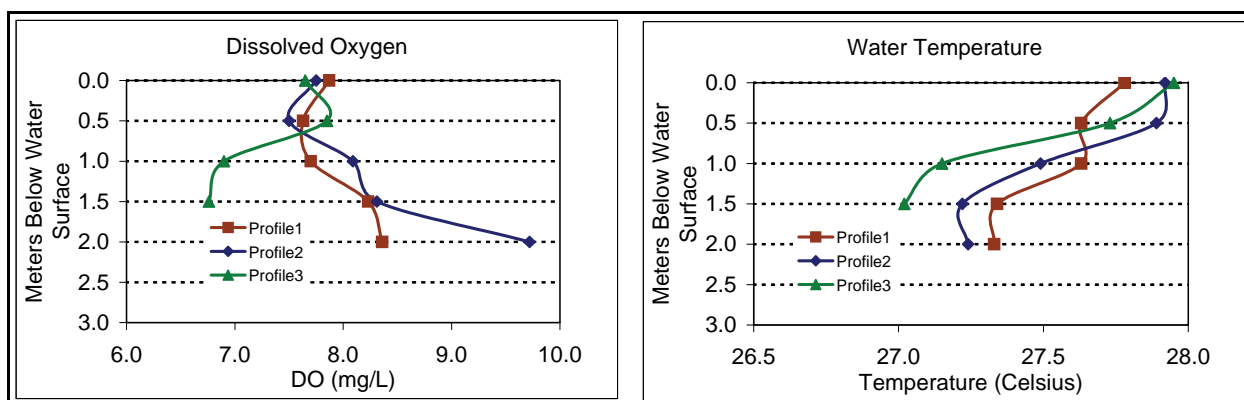 Dissolved Oxygen
0.0
0.5
1.0
1.5
2.0
2.5
3.0
6.0 7.0 8.0 9.0 10.0
DO (mg/L)
Meters Below Water
Surface
Profile1
Profile2
Profile3
Water Temperature
0.0
0.5
1.0
1.5
2.0
2.5
3.0
26.5 27.0 27.5 28.0
Temperature (Celsius)
Meters Below Water
Surface
Profile1
Profile2
Profile3